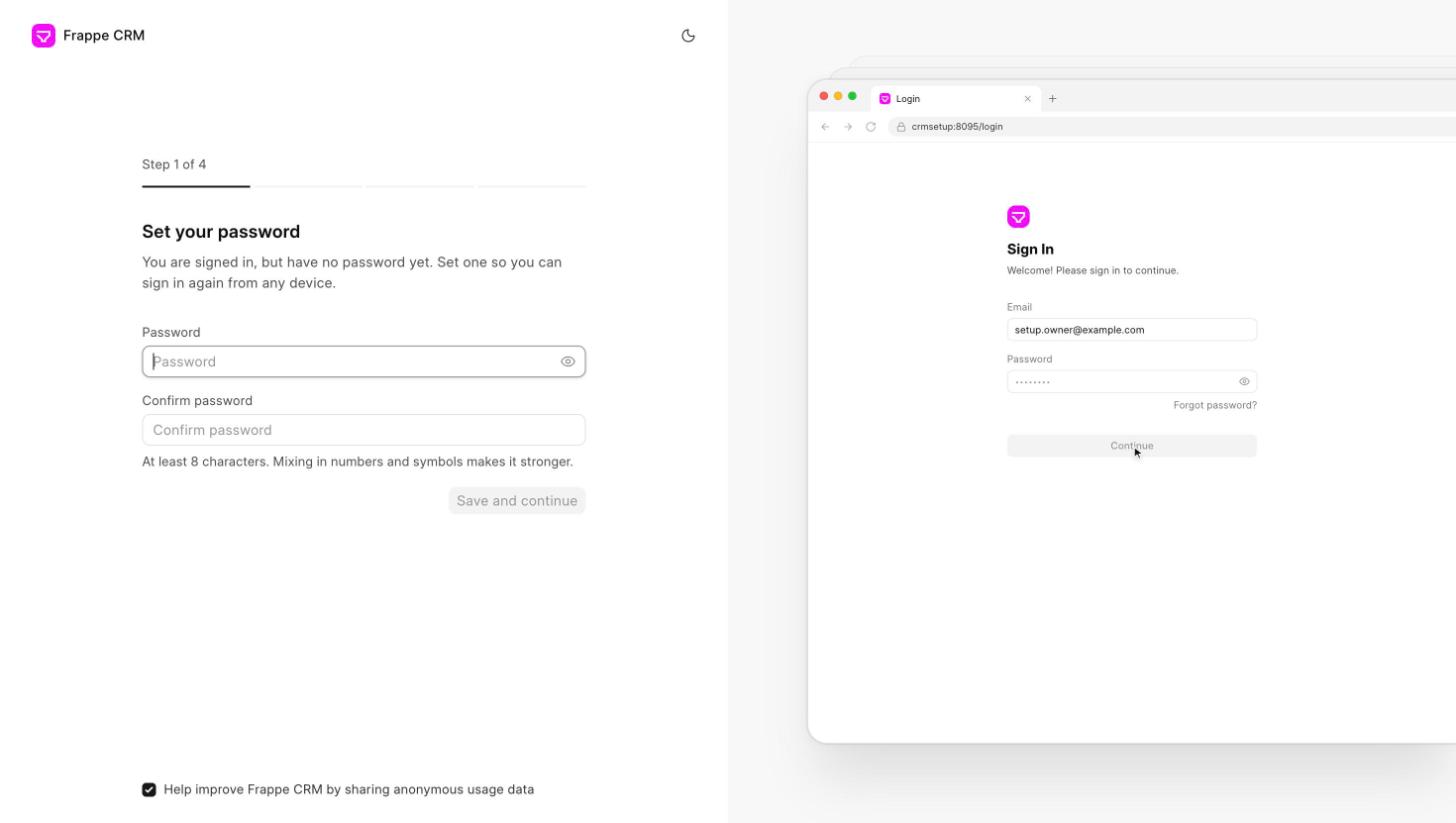 Frappe CRM
Step 1 of 4
Set your password
You are signed in, but have no password yet. Set one so you can
sign in again from any device.
Password
Password
Confirm password
Confirm password
At least 8 characters. Mixing in numbers and symbols makes it stronger.
Save and continue
Help improve Frappe CRM by sharing anonymous usage data
Login
crmsetup:8095/login
Sign In
Welcome! Please sign in to continue.
Email
setup.owner@example.com
Password
········
Forgot password?
Continue